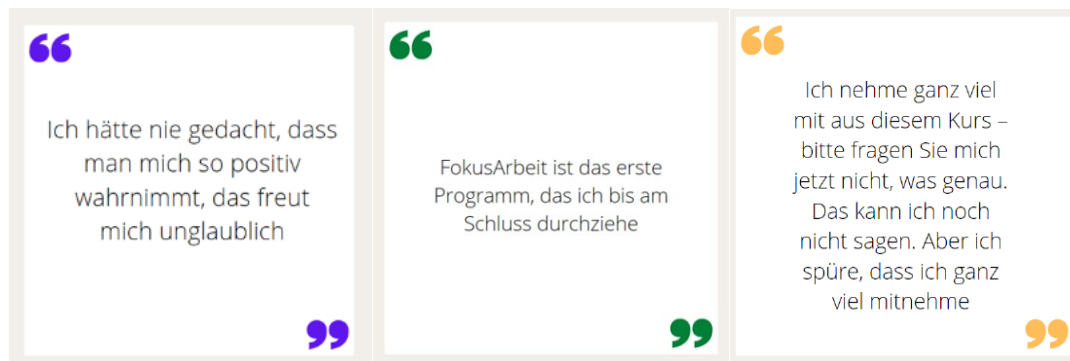 “
Ich hätte nie gedacht, dass
man mich so positiv
wahrnimmt, das freut
mich unglaublich
”
“
FokusArbeit ist das erste
Programm, das ich bis am
Schluss durchziehe
”
“
Ich nehme ganz viel
mit aus diesem Kurs –
bitte fragen Sie mich
jetzt nicht, was genau.
Das kann ich noch
nicht sagen. Aber ich
spüre, dass ich ganz
viel mitnehme
”